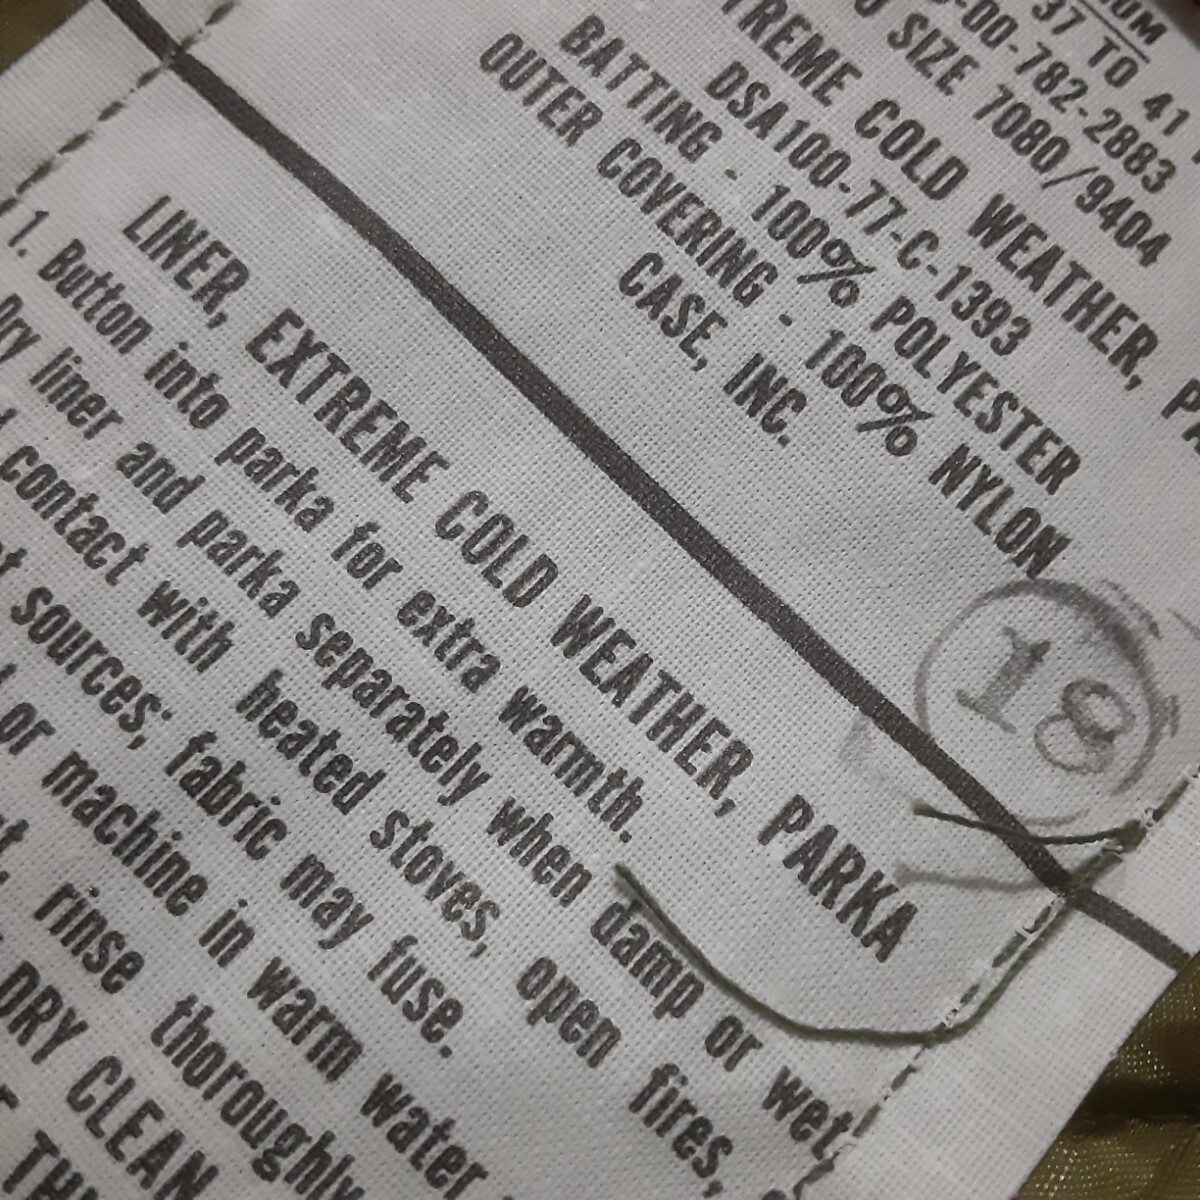 37 TO 41
-00-782-2883
SIZE 7080/9404
TREME COLD WEATHER,
DSA100-77-C-1393
BATTING - 100% POLYESTER
OUTER COVERING - 100% NYLON
CASE, INC.
18
LINER, EXTREME COLD WEATHER, PARKA
1. Button into parka for extra warmth.
Dry liner and parka separately when damp or wet,
contact with heated stoves, open fires,
sources; fabric may fuse.
or machine in warm water
rinse thoroughly
DRY CLEAN